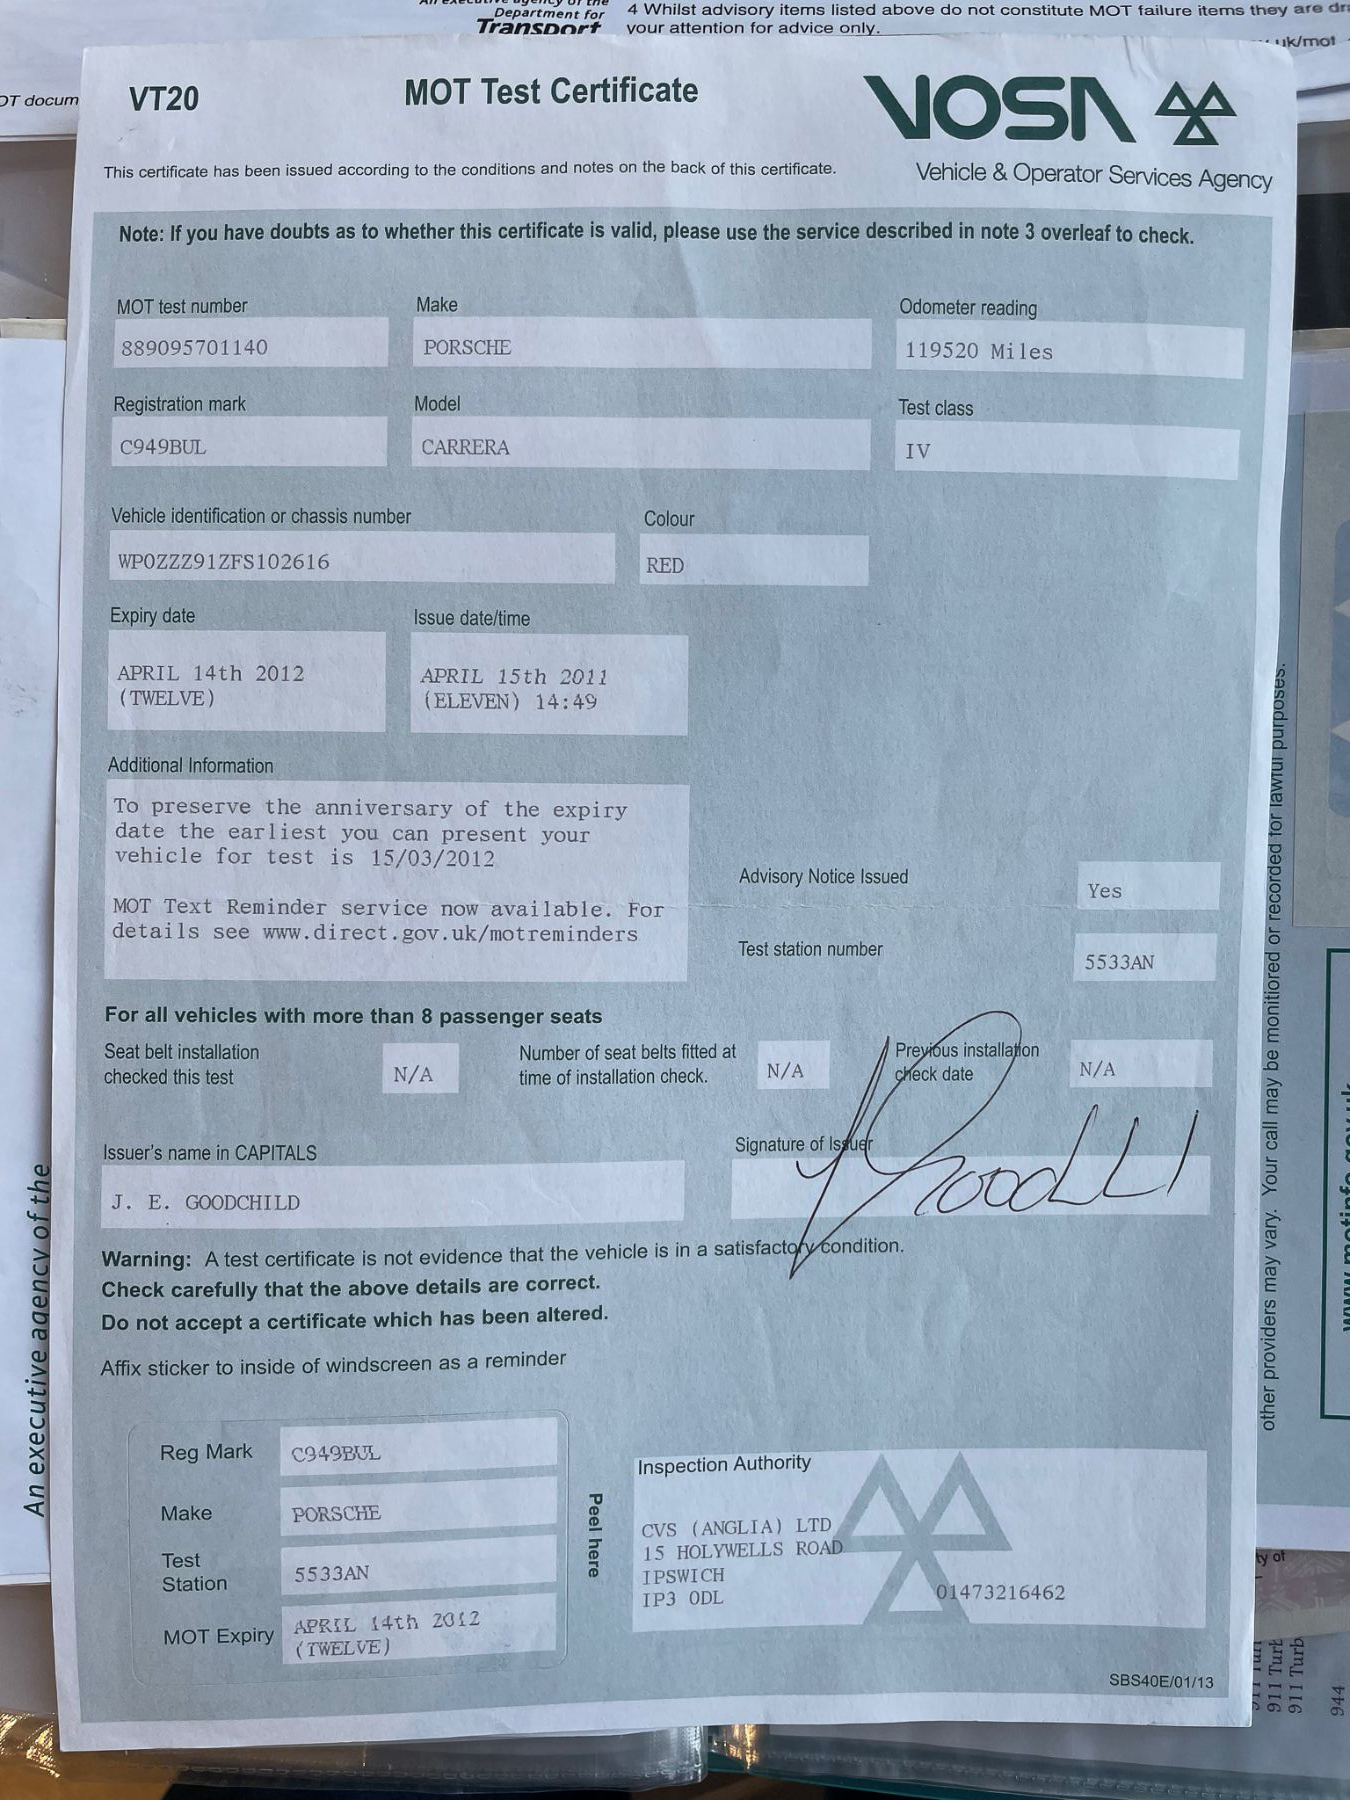 An executive agency of the
Department for
Transport
4 Whilst advisory items listed above do not constitute MOT failure items they are
your attention for advice only.
uk/mot
OT docum
VT20
MOT Test Certificate
VOSA
This certificate has been issued according to the conditions and notes on the back of this certificate.
Vehicle & Operator Services Agency
Note: If you have doubts as to whether this certificate is valid, please use the service described in note 3 overleaf to check.
MOT test number
Make
Odometer reading
889095701140
PORSCHE
119520 Miles
Registration mark
Model
Test class
C949BUL
CARRERA
IV
Vehicle identification or chassis number
Colour
WP0ZZZ91ZFS102616
RED
Expiry date
Issue date/time
APRIL 14th 2012
(TWELVE)
APRIL 15th 2011
(ELEVEN) 14:49
Additional Information
To preserve the anniversary of the expiry
date the earliest you can present your
vehicle for test is 15/03/2012
MOT Text Reminder service now available. For
details see www.direct.gov.uk/motreminders
Advisory Notice Issued
Yes
Test station number
5533AN
For all vehicles with more than 8 passenger seats
Seat belt installation
checked this test
N/A
Number of seat belts fitted at
time of installation check.
N/A
Previous installation
check date
N/A
Issuer's name in CAPITALS
Signature of Issuer
J. E. GOODCHILD
Warning: A test certificate is not evidence that the vehicle is in a satisfactory condition.
Check carefully that the above details are correct.
Do not accept a certificate which has been altered.
Affix sticker to inside of windscreen as a reminder
Reg Mark
C949BUL
Make
PORSCHE
Test
Station
5533AN
MOT Expiry
APRIL 14th 2012
(TWELVE)
Peel here
Inspection Authority
CVS (ANGLIA) LTD
15 HOLYWELLS ROAD
IPSWICH
IP3 0DL
01473216462
SBS40E/01/13
An executive agency of the
other providers may vary. Your call may be monitiored or recorded for lawful purposes.
911 Turb
911 Turb
944